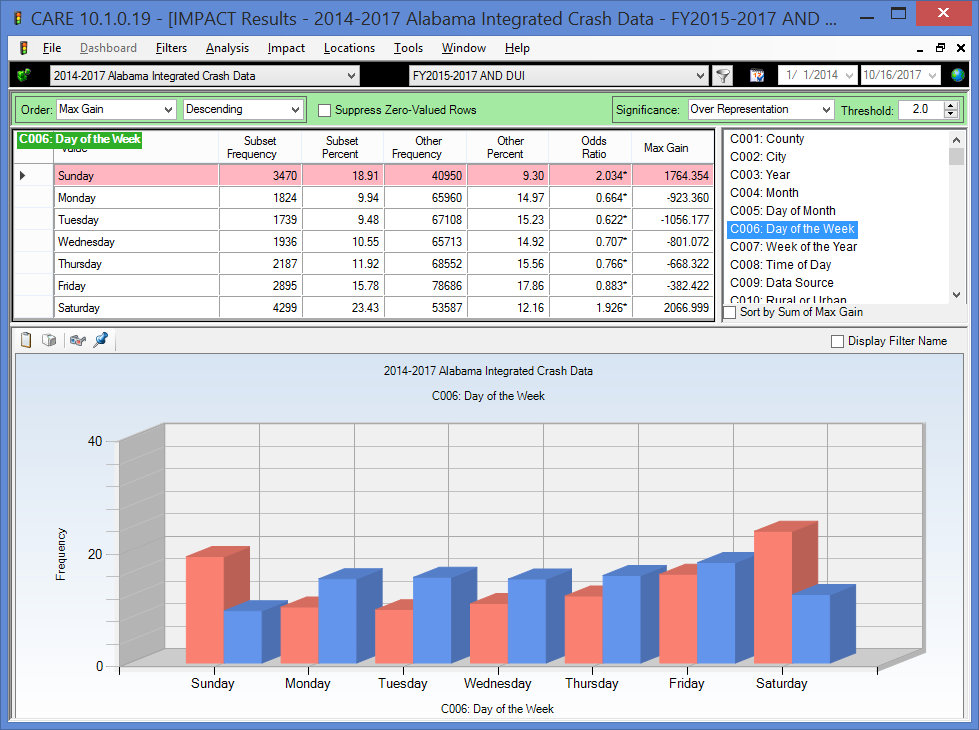 CARE 10.1.0.19 - [IMPACT Results - 2014-2017 Alabama Integrated Crash Data - FY2015-2017 AND ...
File Dashboard Filters Analysis Impact Locations Tools Window Help
2014-2017 Alabama Integrated Crash Data FY2015-2017 AND DUI 1/ 1/2014 10/16/2017
Order: Max Gain Descending Suppress Zero-Valued Rows Significance: Over Representation Threshold: 2.0
C006: Day of the Week
Value Subset Frequency Subset Percent Other Frequency Other Percent Odds Ratio Max Gain
Sunday 3470 18.91 40950 9.30 2.034* 1764.354
Monday 1824 9.94 65960 14.97 0.664* -923.360
Tuesday 1739 9.48 67108 15.23 0.622* -1056.177
Wednesday 1936 10.55 65713 14.92 0.707* -801.072
Thursday 2187 11.92 68552 15.56 0.766* -668.322
Friday 2895 15.78 78686 17.86 0.883* -382.422
Saturday 4299 23.43 53587 12.16 1.926* 2066.999
C001: County
C002: City
C003: Year
C004: Month
C005: Day of Month
C006: Day of the Week
C007: Week of the Year
C008: Time of Day
C009: Data Source
C010: Rural or Urban
Sort by Sum of Max Gain
Display Filter Name
2014-2017 Alabama Integrated Crash Data
C006: Day of the Week
40
20
0
Frequency
Sunday Monday Tuesday Wednesday Thursday Friday Saturday
C006: Day of the Week